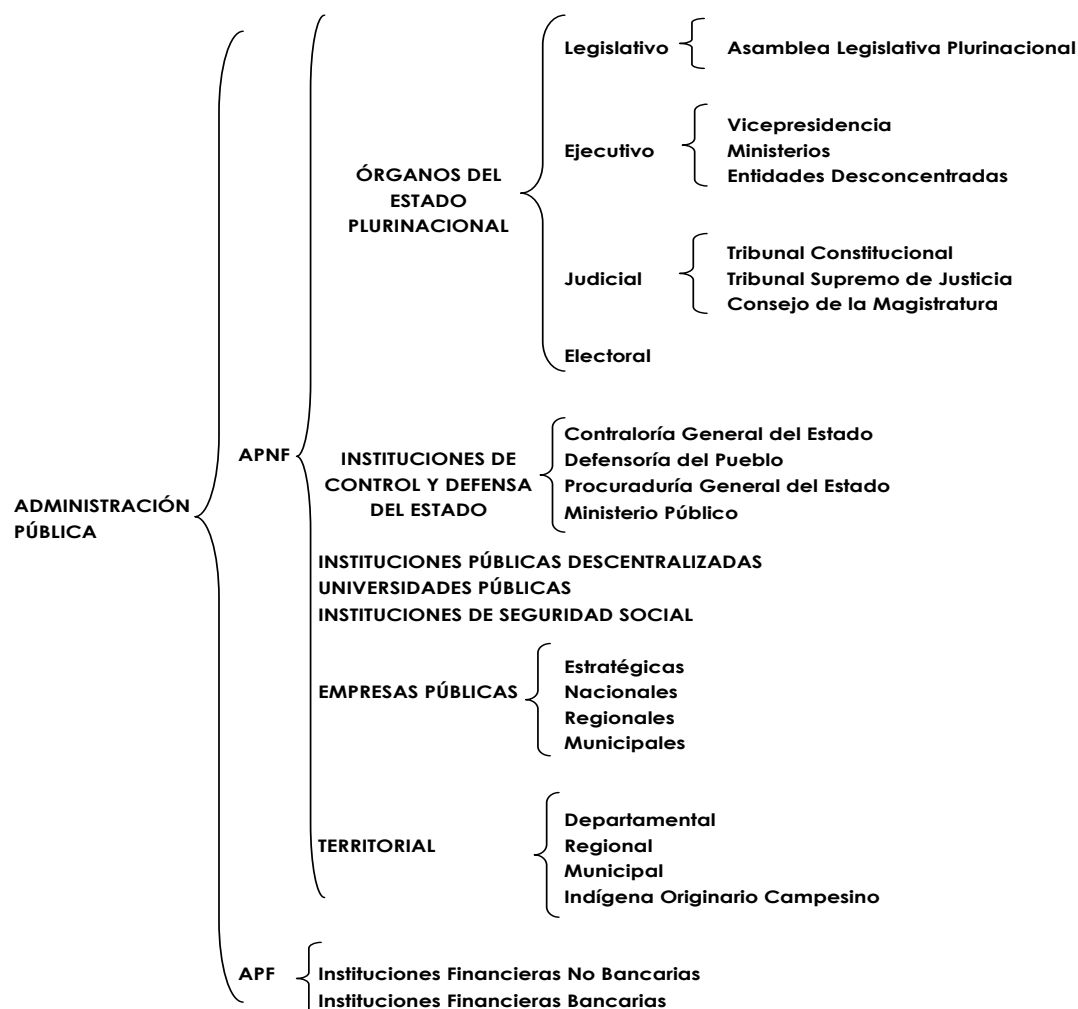 ADMINISTRACIÓN
PÚBLICA
APNF
ÓRGANOS DEL
ESTADO
PLURINACIONAL
Legislativo
Asamblea Legislativa Plurinacional
Ejecutivo
Vicepresidencia
Ministerios
Entidades Desconcentradas
Judicial
Tribunal Constitucional
Tribunal Supremo de Justicia
Consejo de la Magistratura
Electoral
INSTITUCIONES DE
CONTROL Y DEFENSA
DEL ESTADO
Contraloría General del Estado
Defensoría del Pueblo
Procuraduría General del Estado
Ministerio Público
INSTITUCIONES PÚBLICAS DESCENTRALIZADAS
UNIVERSIDADES PÚBLICAS
INSTITUCIONES DE SEGURIDAD SOCIAL
EMPRESAS PÚBLICAS
Estratégicas
Nacionales
Regionales
Municipales
TERRITORIAL
Departamental
Regional
Municipal
Indígena Originario Campesino
APF
Instituciones Financieras No Bancarias
Instituciones Financieras Bancarias